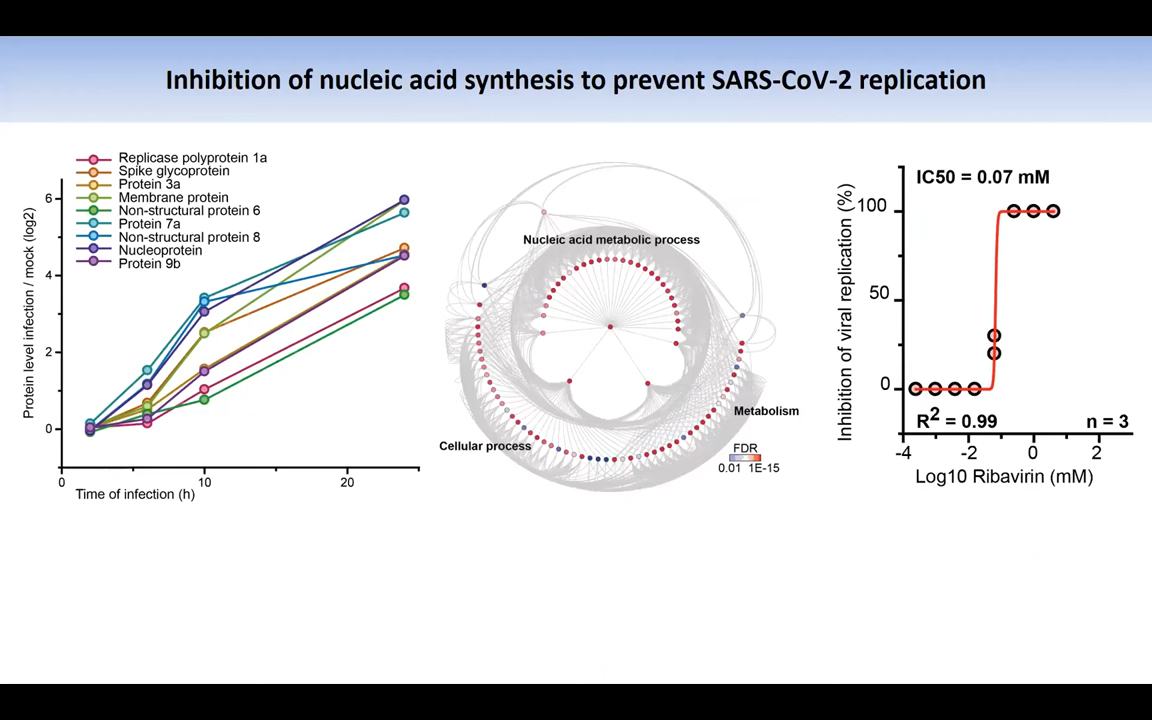 Inhibition of nucleic acid synthesis to prevent SARS-CoV-2 replication
Replicase polyprotein 1a
Spike glycoprotein
Protein 3a
Membrane protein
Non-structural protein 6
Protein 7a
Non-structural protein 8
Nucleoprotein
Protein 9b
Protein level infection / mock (log2)
6
4
2
0
0
10
20
Time of infection (h)
Nucleic acid metabolic process
Metabolism
Cellular process
FDR
0.01 1E-15
Inhibition of viral replication (%)
IC50 = 0.07 mM
100
50
0
R2 = 0.99
n = 3
-4
-2
0
2
Log10 Ribavirin (mM)